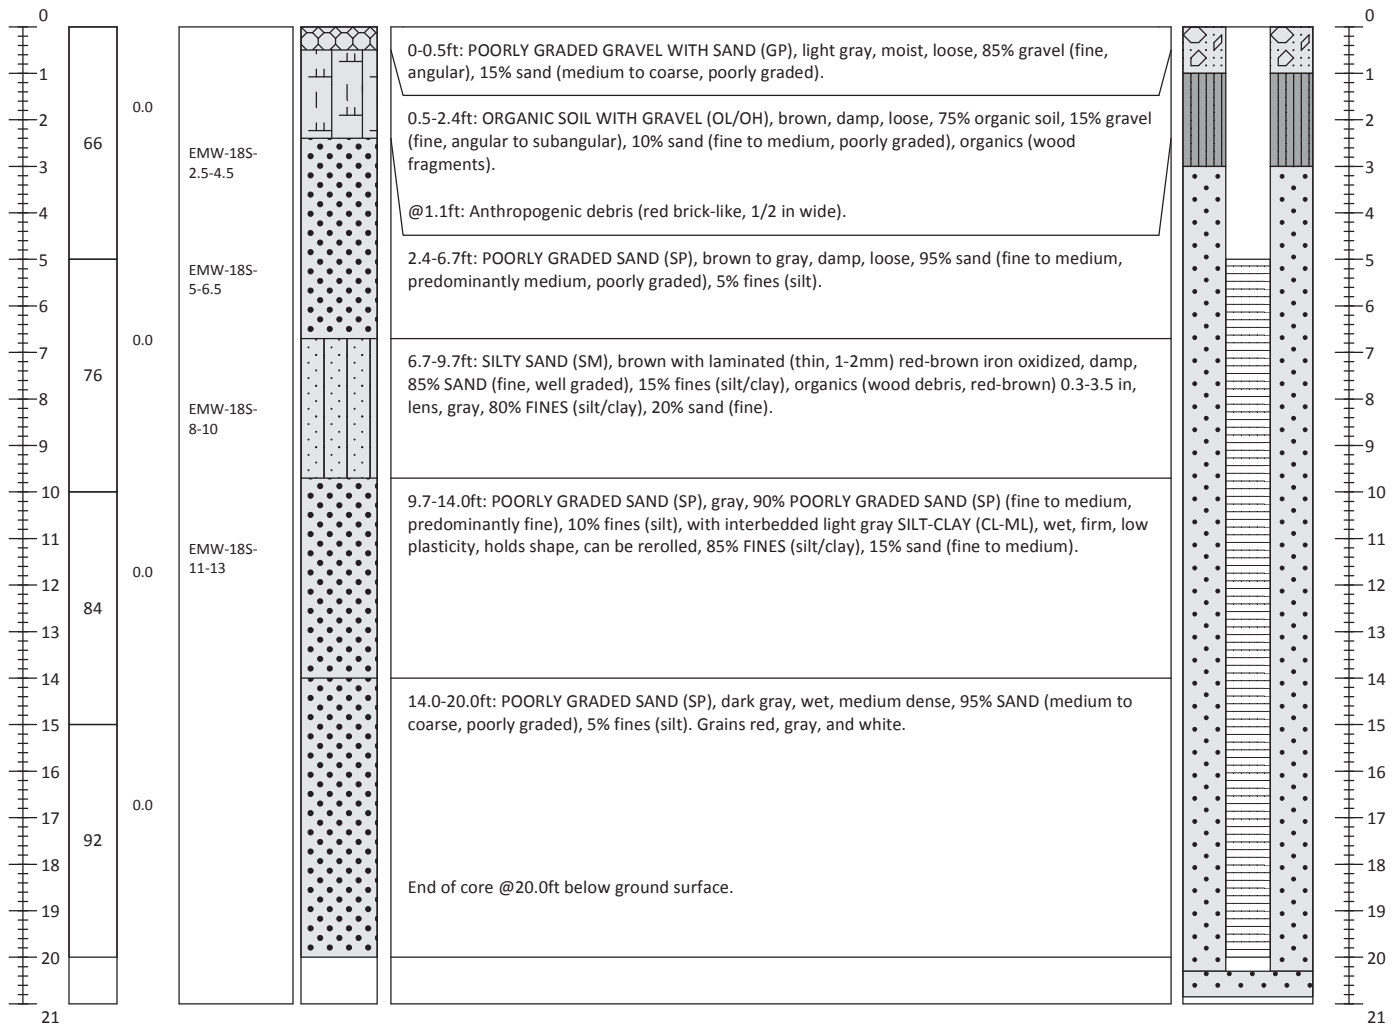 0
1
2
3
4
5
6
7
8
9
10
11
12
13
14
15
16
17
18
19
20
21
66
76
84
92
0.0
0.0
0.0
0.0
EMW-18S-
2.5-4.5
EMW-18S-
5-6.5
EMW-18S-
8-10
EMW-18S-
11-13
0-0.5ft: POORLY GRADED GRAVEL WITH SAND (GP), light gray, moist, loose, 85% gravel (fine,
angular), 15% sand (medium to coarse, poorly graded).
0.5-2.4ft: ORGANIC SOIL WITH GRAVEL (OL/OH), brown, damp, loose, 75% organic soil, 15% gravel
(fine, angular to subangular), 10% sand (fine to medium, poorly graded), organics (wood
fragments).
@1.1ft: Anthropogenic debris (red brick-like, 1/2 in wide).
2.4-6.7ft: POORLY GRADED SAND (SP), brown to gray, damp, loose, 95% sand (fine to medium,
predominantly medium, poorly graded), 5% fines (silt).
6.7-9.7ft: SILTY SAND (SM), brown with laminated (thin, 1-2mm) red-brown iron oxidized, damp,
85% SAND (fine, well graded), 15% fines (silt/clay), organics (wood debris, red-brown) 0.3-3.5 in,
lens, gray, 80% FINES (silt/clay), 20% sand (fine).
9.7-14.0ft: POORLY GRADED SAND (SP), gray, 90% POORLY GRADED SAND (SP) (fine to medium,
predominantly fine), 10% fines (silt), with interbedded light gray SILT-CLAY (CL-ML), wet, firm, low
plasticity, holds shape, can be rerolled, 85% FINES (silt/clay), 15% sand (fine to medium).
14.0-20.0ft: POORLY GRADED SAND (SP), dark gray, wet, medium dense, 95% SAND (medium to
coarse, poorly graded), 5% fines (silt). Grains red, gray, and white.
End of core @20.0ft below ground surface.
0
1
2
3
4
5
6
7
8
9
10
11
12
13
14
15
16
17
18
19
20
21